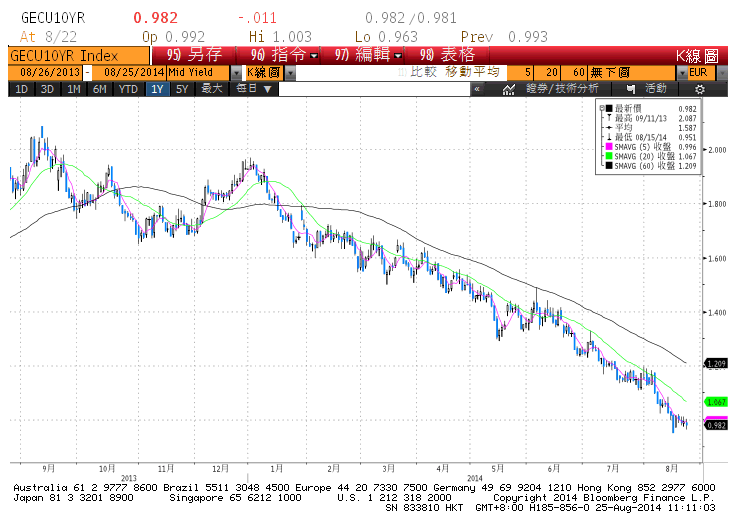 GECU10YR 0.982 -.011 0.982/0.981
At 8/22 Op 0.992 Hi 1.003 Lo 0.963 Prev 0.993
GECU10YR Index 95) 另存 96) 指令 97) 編輯 98) 表格 K線圖
08/26/2013 - 08/25/2014 Mid Yield K線圖 比較 移動平均 5 20 60 無下圖 EUR
1D 3D 1M 6M YTD 1Y 5Y 最大 每日 ▼ « 證券/技術分析 活動
最新價 0.982
最高 09/11/13 2.087
平均 1.587
最低 08/15/14 0.951
SMAVG (5) 收盤 0.996
SMAVG (20) 收盤 1.067
SMAVG (60) 收盤 1.209
2.000
1.800
1.600
1.400
1.209
1.067
0.982
9月 10月 11月 12月 1月 2月 3月 4月 5月 6月 7月 8月
2013 2014
Australia 61 2 9777 8600 Brazil 5511 3048 4500 Europe 44 20 7330 7500 Germany 49 69 9204 1210 Hong Kong 852 2977 6000
Japan 81 3 3201 8900 Singapore 65 6212 1000 U.S. 1 212 318 2000 Copyright 2014 Bloomberg Finance L.P.
SN 833810 HKT GMT+8:00 H185-856-0 25-Aug-2014 11:11:03